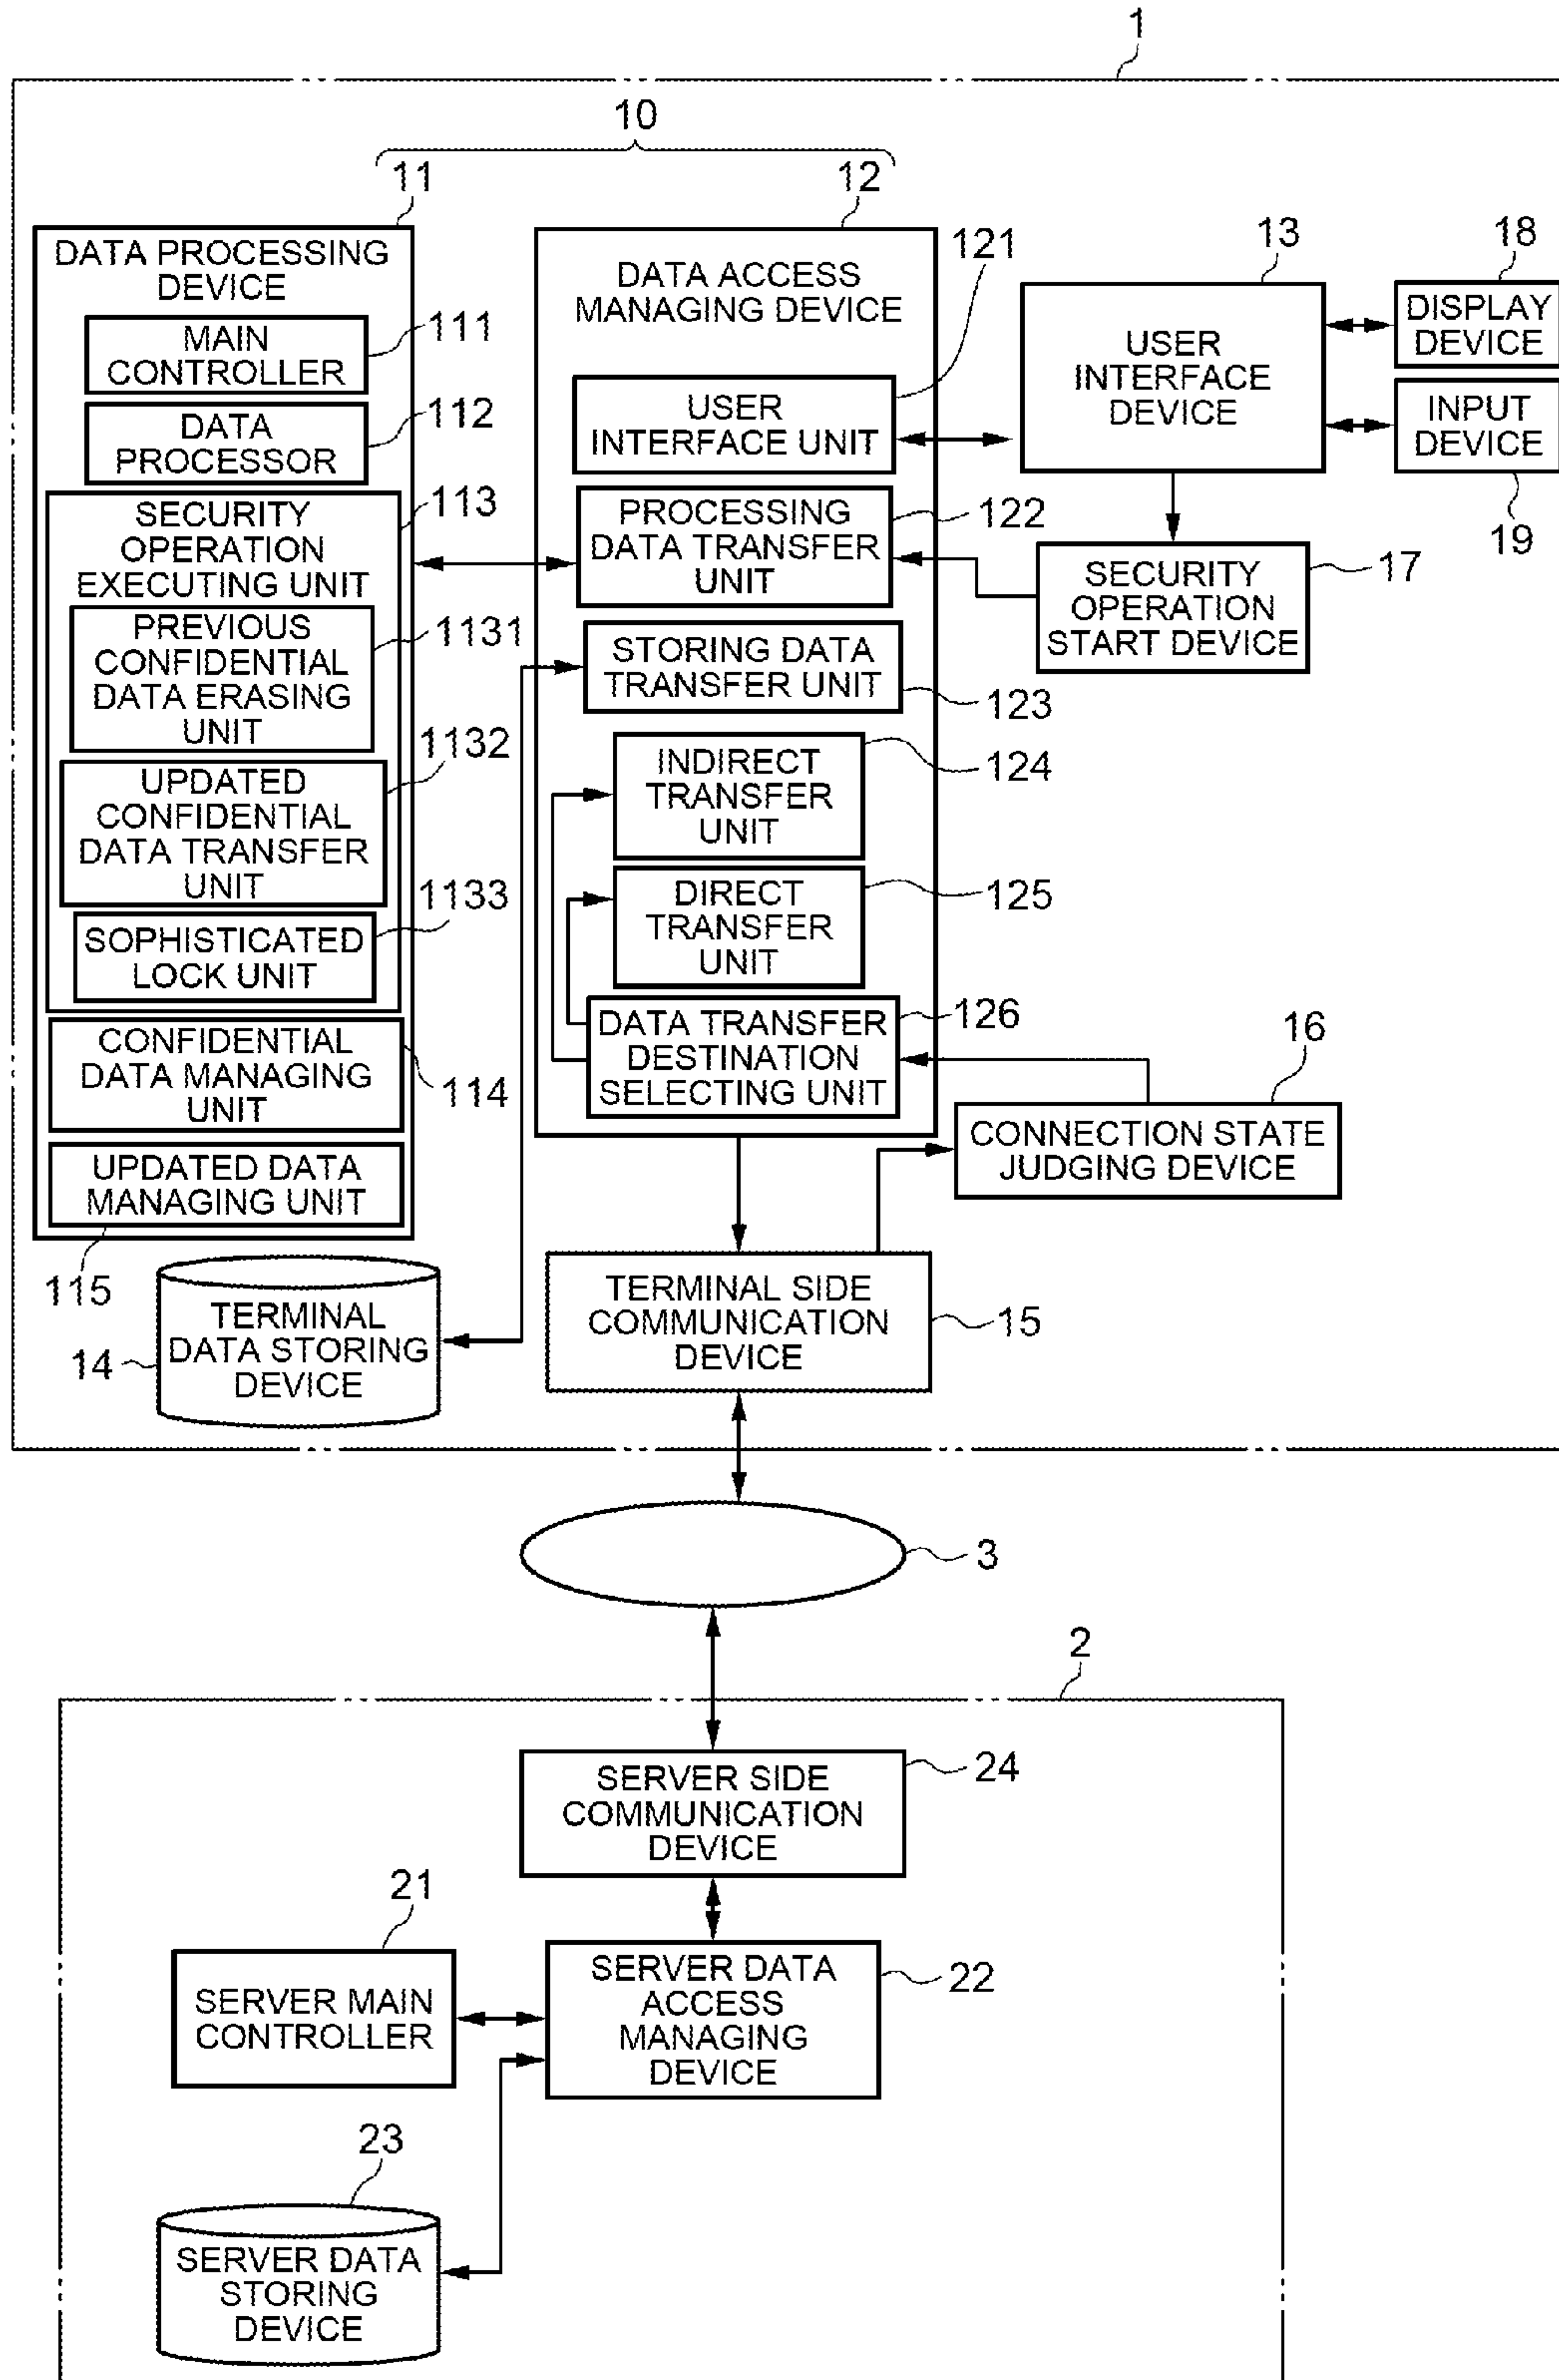 1
10
11
12
DATA PROCESSING
DEVICE
MAIN
CONTROLLER
111
DATA
PROCESSOR
112
SECURITY
OPERATION
EXECUTING UNIT
113
PREVIOUS
CONFIDENTIAL
DATA ERASING
UNIT
1131
UPDATED
CONFIDENTIAL
DATA TRANSFER
UNIT
1132
SOPHISTICATED
LOCK UNIT
1133
CONFIDENTIAL
DATA MANAGING
UNIT
114
UPDATED DATA
MANAGING UNIT
115
DATA ACCESS
MANAGING DEVICE
121
USER
INTERFACE UNIT
PROCESSING
DATA TRANSFER
UNIT
122
STORING DATA
TRANSFER UNIT
123
INDIRECT
TRANSFER
UNIT
124
DIRECT
TRANSFER
UNIT
125
DATA TRANSFER
DESTINATION
SELECTING UNIT
126
13
USER
INTERFACE
DEVICE
18
DISPLAY
DEVICE
INPUT
DEVICE
19
SECURITY
OPERATION
START DEVICE
17
16
CONNECTION STATE
JUDGING DEVICE
TERMINAL
DATA STORING
DEVICE
14
TERMINAL SIDE
COMMUNICATION
DEVICE
15
3
2
SERVER SIDE
COMMUNICATION
DEVICE
24
21
SERVER MAIN
CONTROLLER
SERVER DATA
ACCESS
MANAGING
DEVICE
22
23
SERVER DATA
STORING
DEVICE